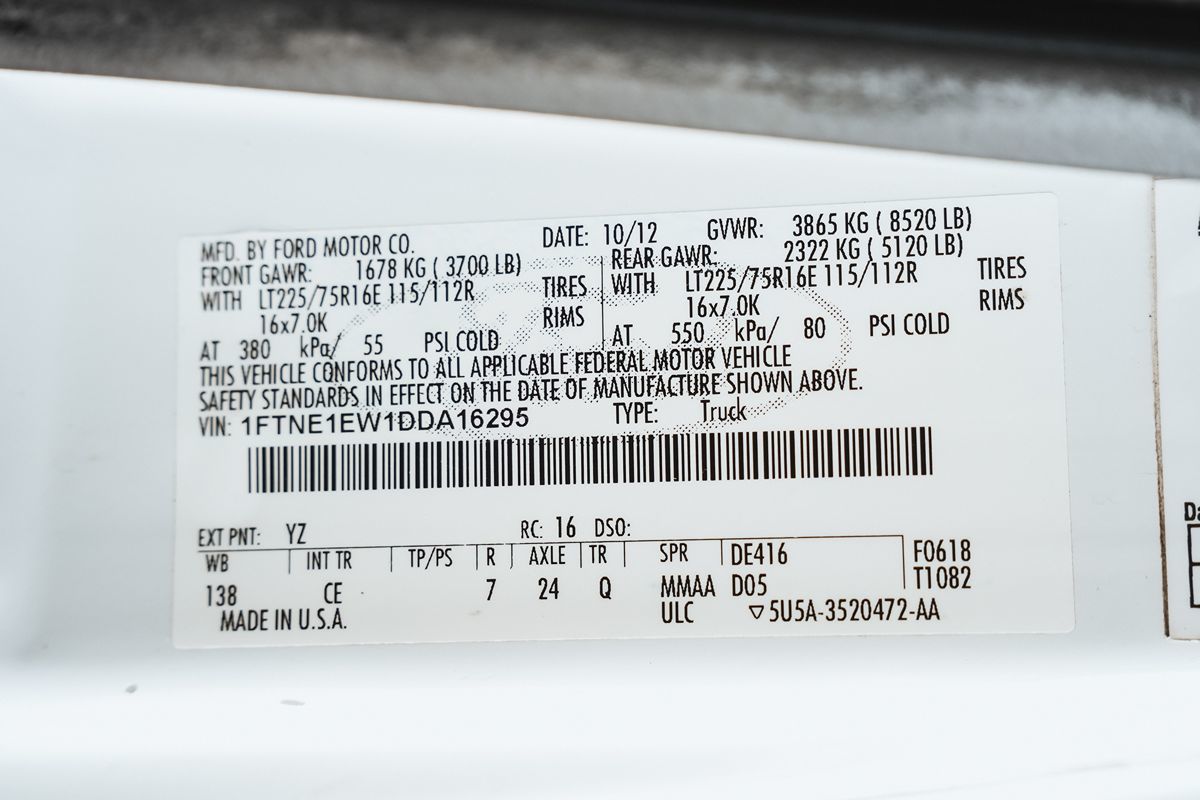 MFD. BY FORD MOTOR CO. DATE: 10/12 GVWR: 3865 KG ( 8520 LB)
FRONT GAWR: 1678 KG ( 3700 LB) REAR GAWR: 2322 KG ( 5120 LB)
WITH LT225/75R16E 115/112R TIRES WITH LT225/75R16E 115/112R TIRES
16x7.0K RIMS 16x7.0K RIMS
AT 380 kPa/ 55 PSI COLD AT 550 kPa/ 80 PSI COLD
THIS VEHICLE CONFORMS TO ALL APPLICABLE FEDERAL MOTOR VEHICLE
SAFETY STANDARDS IN EFFECT ON THE DATE OF MANUFACTURE SHOWN ABOVE.
VIN: 1FTNE1EW1DDA16295 TYPE: Truck
EXT PNT: YZ RC: 16 DSO:
WB INT TR TP/PS R AXLE TR SPR DE416 F0618
138 CE 7 24 Q MMAA D05 T1082
MADE IN U.S.A. ULC ▽5U5A-3520472-AA